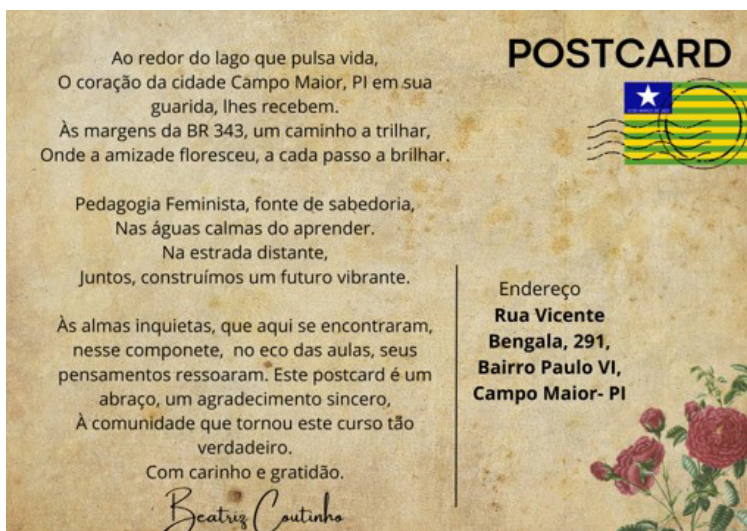 POSTCARD
Ao redor do lago que pulsa vida,
O coração da cidade Campo Maior, PI em sua
guarida, lhes recebem.
Às margens da BR 343, um caminho a trilhar,
Onde a amizade floresceu, a cada passo a brilhar.
Pedagogia Feminista, fonte de sabedoria,
Nas águas calmas do aprender.
Na estrada distante,
Juntos, construímos um futuro vibrante.
Às almas inquietas, que aqui se encontraram,
nesse componete, no eco das aulas, seus
pensamentos ressoaram. Este postcard é um
abraço, um agradecimento sincero,
À comunidade que tornou este curso tão
verdadeiro.
Com carinho e gratidão.
Beatriz Coutinho
Endereço
Rua Vicente
Bengala, 291,
Bairro Paulo VI,
Campo Maior- PI